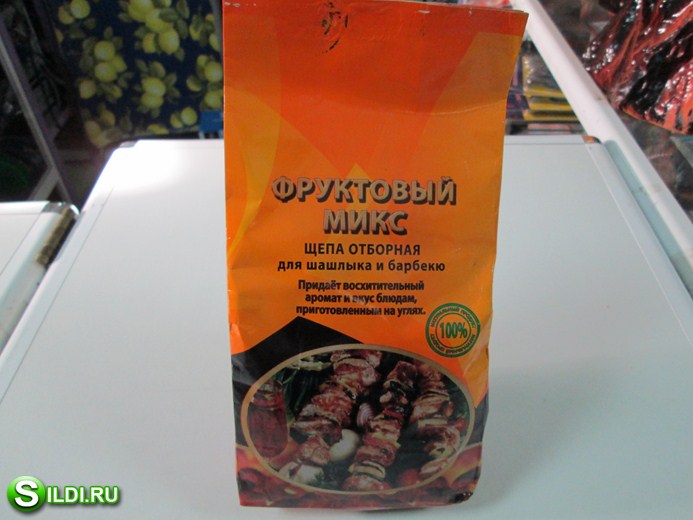 ФРУКТОВЫЙ
МИКС
ЩЕПА ОТБОРНАЯ
для шашлыка и барбекю
Придаёт восхитительный
аромат и вкус блюдам,
приготовленным на углях.
100%
SILDI.RU